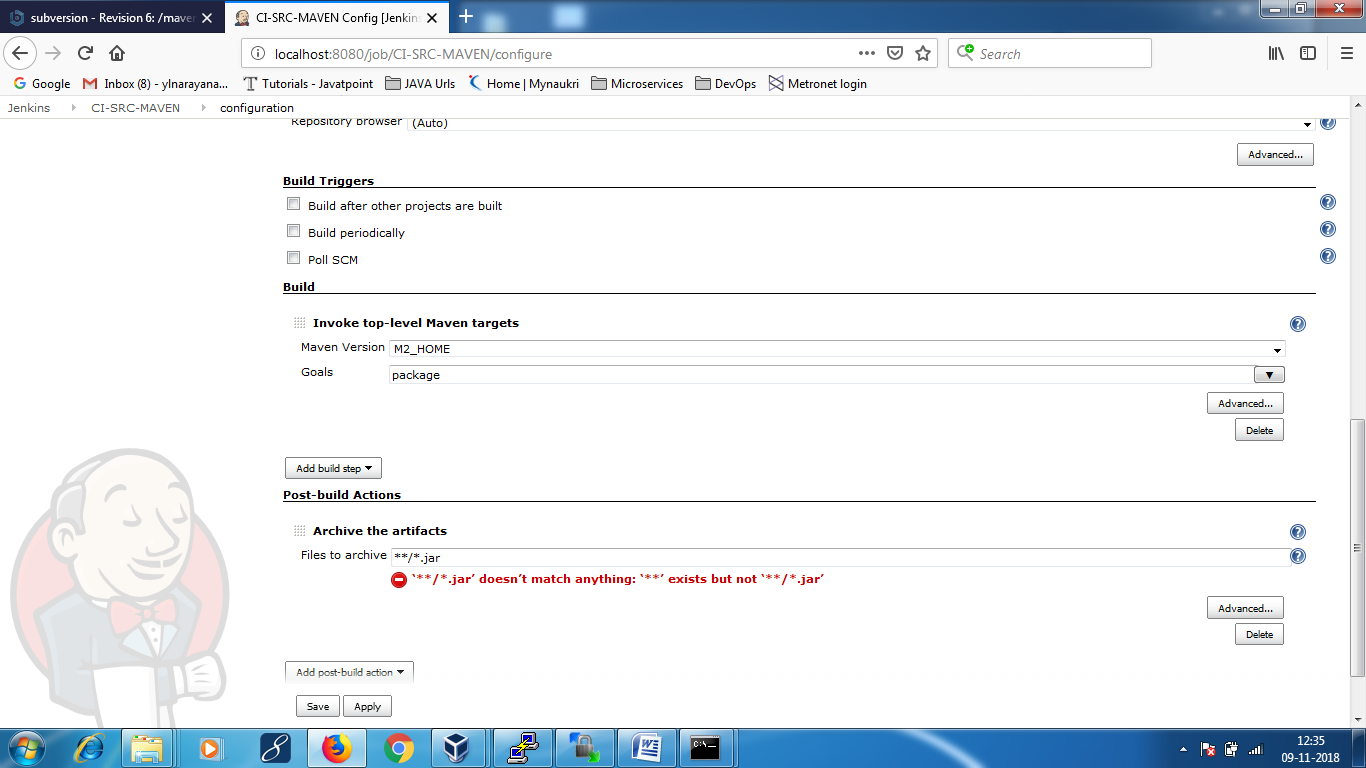 subversion - Revision 6: /mave
CI-SRC-MAVEN Config [Jenkins
localhost:8080/job/CI-SRC-MAVEN/configure
Search
Google
Inbox (8) - ylnarayana...
Tutorials - Javatpoint
JAVA Urls
Home | Mynaukri
Microservices
DevOps
Metronet login
Jenkins
CI-SRC-MAVEN
configuration
Repository browser
(Auto)
Advanced...
Build Triggers
Build after other projects are built
Build periodically
Poll SCM
Build
Invoke top-level Maven targets
Maven Version
M2_HOME
Goals
package
Advanced...
Delete
Add build step
Post-build Actions
Archive the artifacts
Files to archive
**/*.jar
‘**/*.jar’ doesn’t match anything: ‘**’ exists but not ‘**/*.jar’
Advanced...
Delete
Add post-build action
Save
Apply
C:\_
12:35
09-11-2018